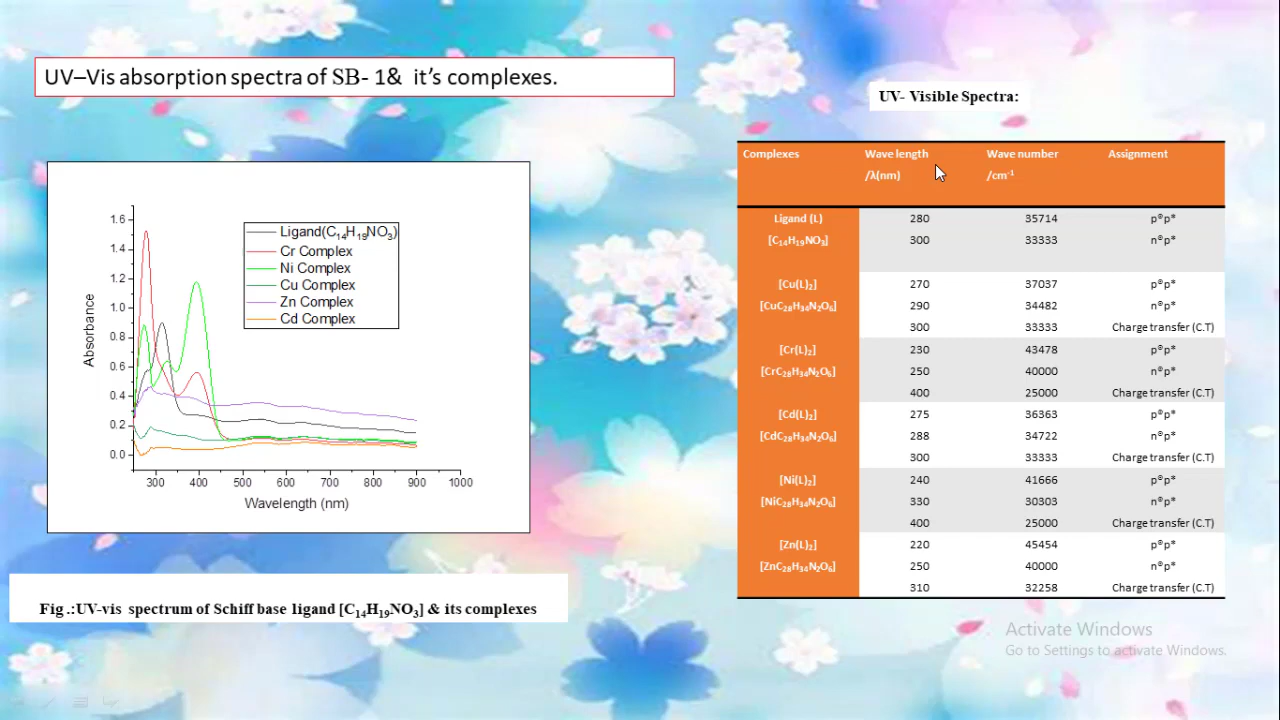 UV–Vis absorption spectra of SB- 1& it's complexes.
UV- Visible Spectra:
1.6
1.4
1.2
1.0
0.8
0.6
0.4
0.2
0.0
Absorbance
300 400 500 600 700 800 900 1000
Wavelength (nm)
Ligand(C₁₄H₁₉NO₃)
Cr Complex
Ni Complex
Cu Complex
Zn Complex
Cd Complex
Fig .:UV-vis spectrum of Schiff base ligand [C₁₄H₁₉NO₃] & its complexes
Complexes Wave length Wave number Assignment
/λ(nm) /cm⁻¹
Ligand (L) 280 35714 p®p*
[C₁₄H₁₉NO₃] 300 33333 n®p*
[Cu(L)₂] 270 37037 p®p*
[CuC₂₈H₃₄N₂O₆] 290 34482 n®p*
300 33333 Charge transfer (C.T)
[Cr(L)₂] 230 43478 p®p*
[CrC₂₈H₃₄N₂O₆] 250 40000 n®p*
400 25000 Charge transfer (C.T)
[Cd(L)₂] 275 36363 p®p*
[CdC₂₈H₃₄N₂O₆] 288 34722 n®p*
300 33333 Charge transfer (C.T)
[Ni(L)₂] 240 41666 p®p*
[NiC₂₈H₃₄N₂O₆] 330 30303 n®p*
400 25000 Charge transfer (C.T)
[Zn(L)₂] 220 45454 p®p*
[ZnC₂₈H₃₄N₂O₆] 250 40000 n®p*
310 32258 Charge transfer (C.T)
Activate Windows
Go to Settings to activate Windows.